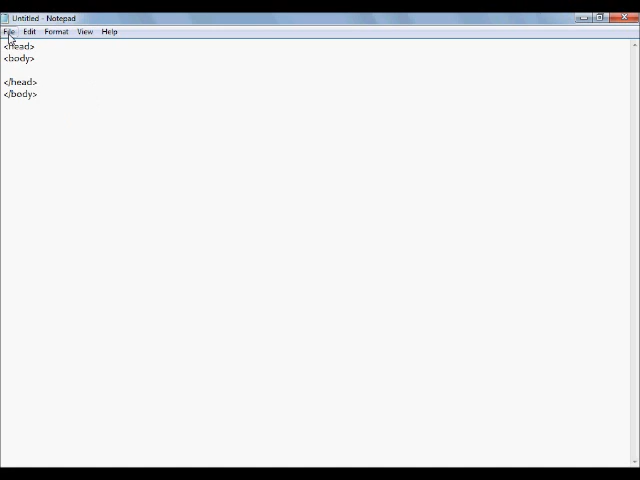 Untitled - Notepad
File Edit Format View Help
<head>
<body>
</head>
</body>